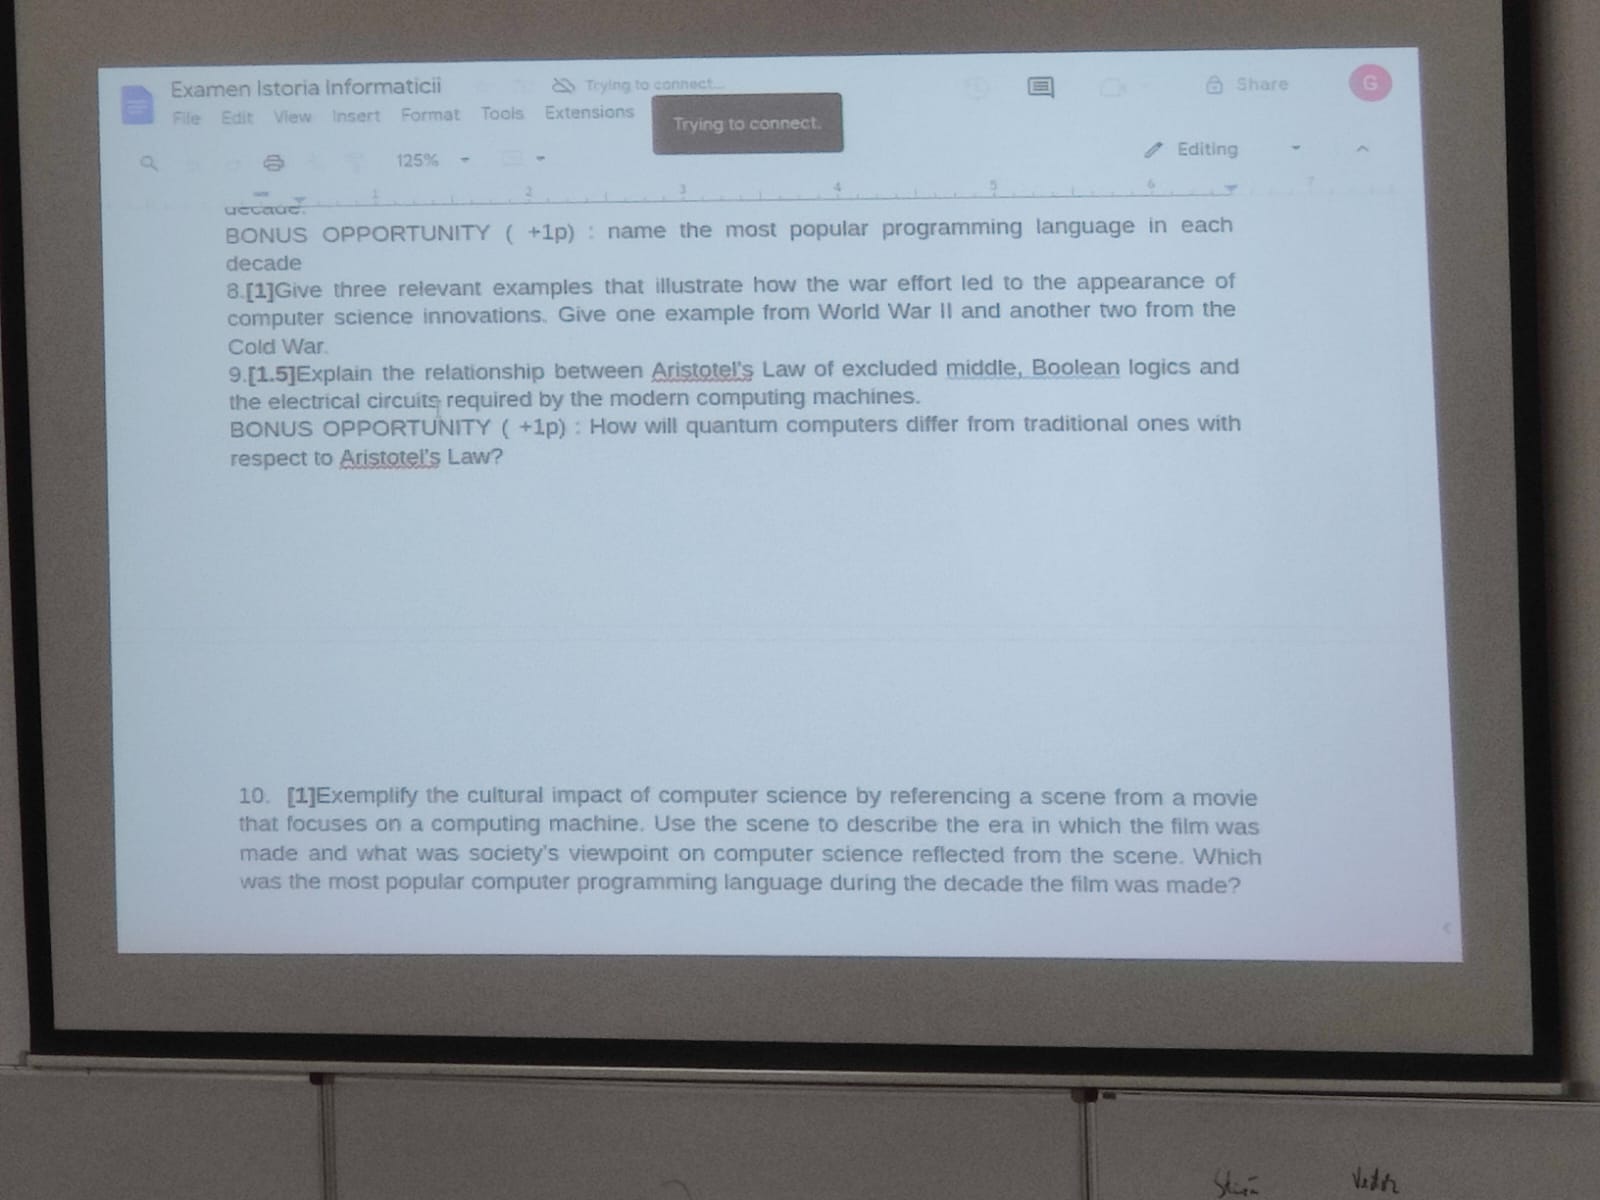 Examen Istoria Informaticii
Trying to connect...
Share
G
File Edit View Insert Format Tools Extensions
Trying to connect.
125%
Editing
1 2 3 4 5 6 7
decade.
BONUS OPPORTUNITY ( +1p) : name the most popular programming language in each
decade
8.[1]Give three relevant examples that illustrate how the war effort led to the appearance of
computer science innovations. Give one example from World War II and another two from the
Cold War.
9.[1.5]Explain the relationship between Aristotel's Law of excluded middle, Boolean logics and
the electrical circuits required by the modern computing machines.
BONUS OPPORTUNITY ( +1p) : How will quantum computers differ from traditional ones with
respect to Aristotel's Law?
10. [1]Exemplify the cultural impact of computer science by referencing a scene from a movie
that focuses on a computing machine. Use the scene to describe the era in which the film was
made and what was society's viewpoint on computer science reflected from the scene. Which
was the most popular computer programming language during the decade the film was made?